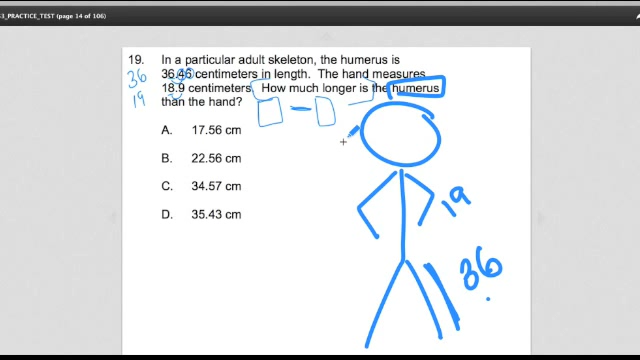 S3_PRACTICE_TEST (page 14 of 106)
19. In a particular adult skeleton, the humerus is
36.46 centimeters in length. The hand measures
18.9 centimeters. How much longer is the humerus
than the hand?
36
19
A. 17.56 cm
B. 22.56 cm
C. 34.57 cm
D. 35.43 cm
19
36